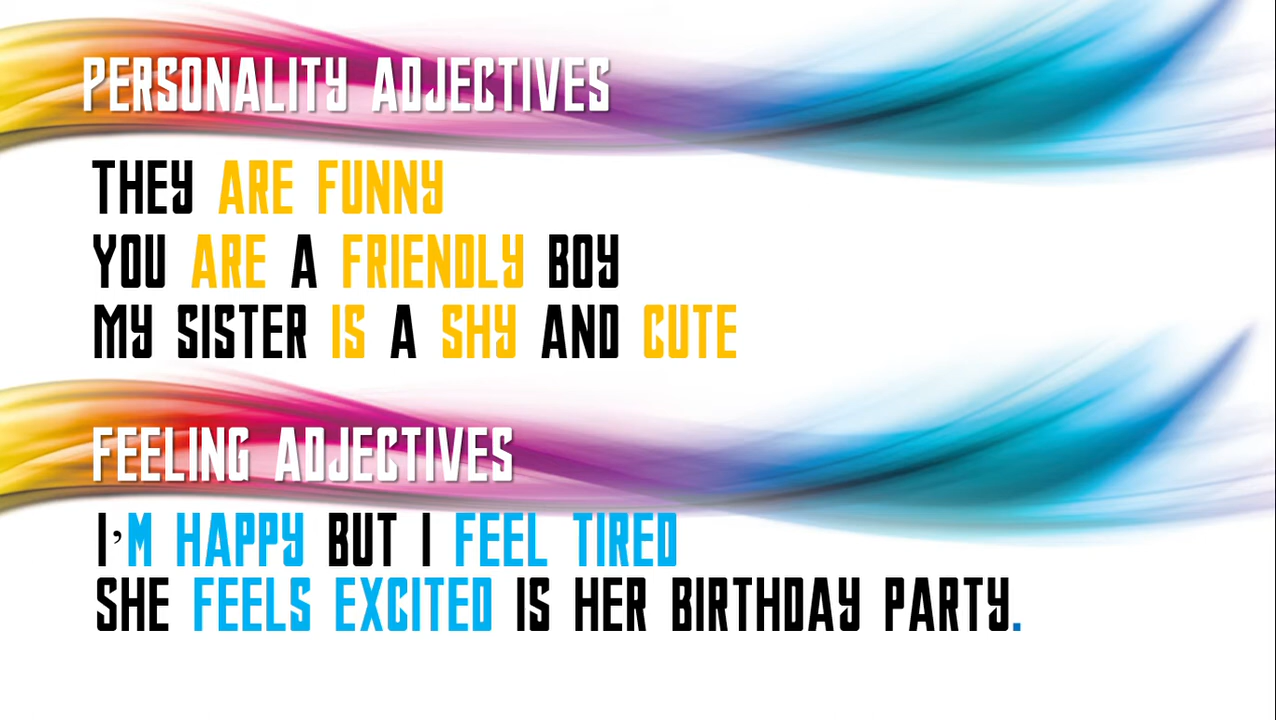 PERSONALITY ADJECTIVES
THEY ARE FUNNY
YOU ARE A FRIENDLY BOY
MY SISTER IS A SHY AND CUTE
FEELING ADJECTIVES
I'M HAPPY BUT I FEEL TIRED
SHE FEELS EXCITED IS HER BIRTHDAY PARTY.